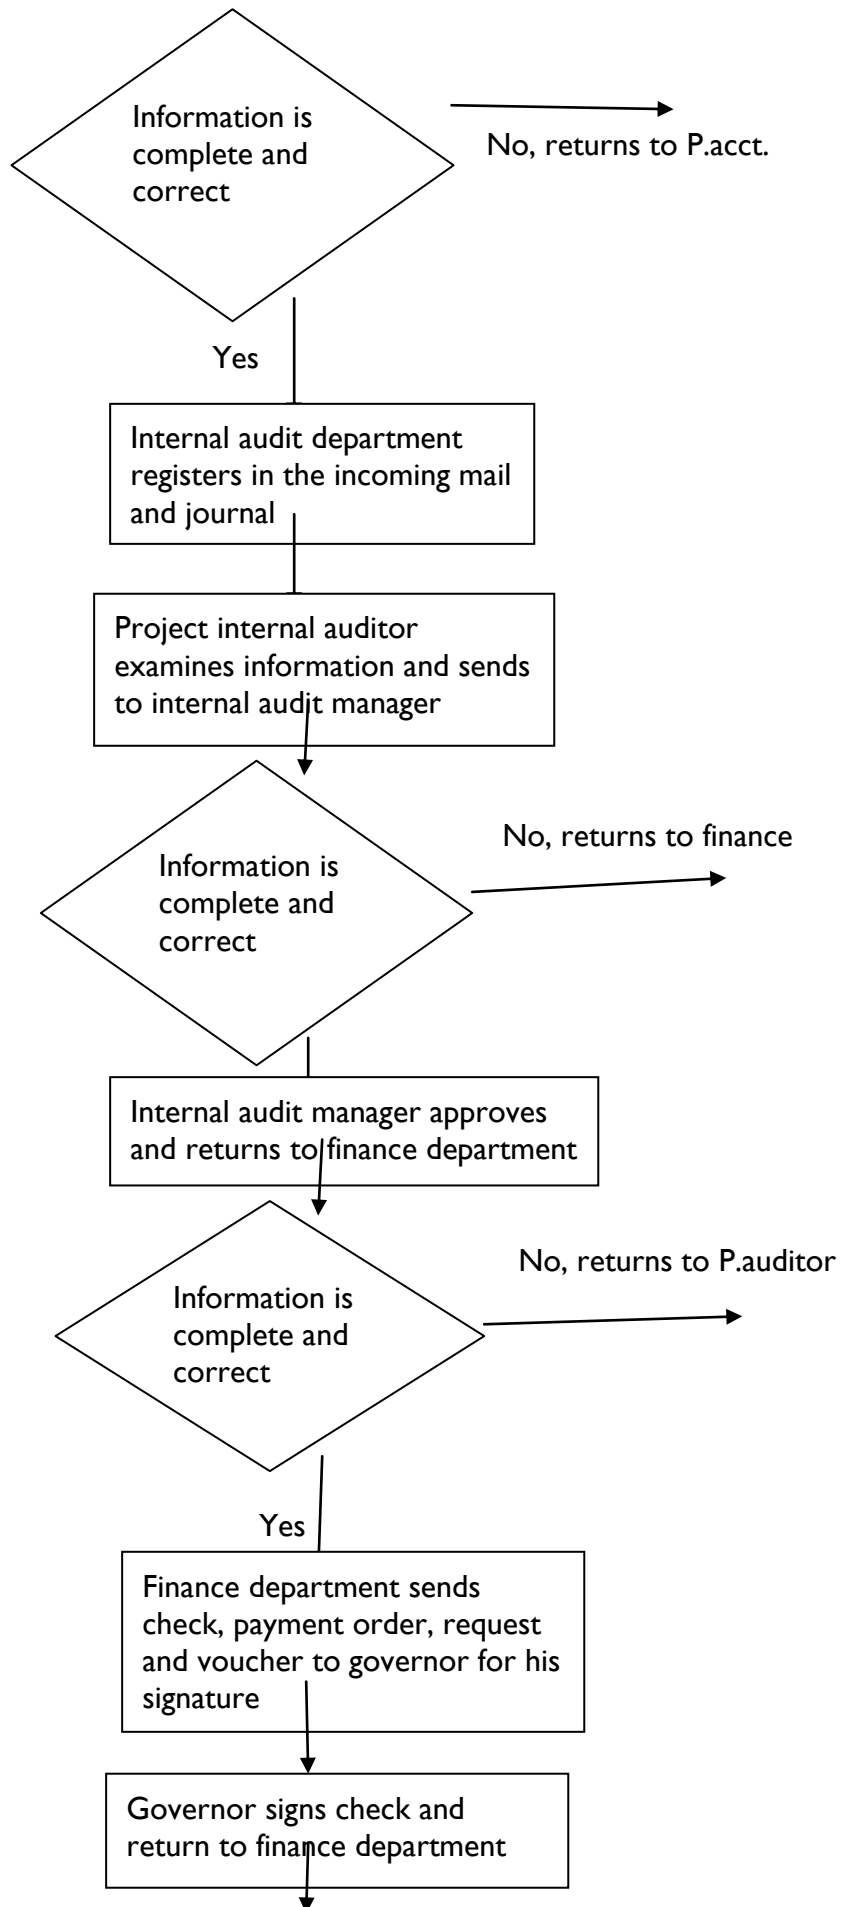 Information is
complete and
correct
No, returns to P.acct.
Yes
Internal audit department
registers in the incoming mail
and journal
Project internal auditor
examines information and sends
to internal audit manager
No, returns to finance
Information is
complete and
correct
Internal audit manager approves
and returns to finance department
No, returns to P.auditor
Information is
complete and
correct
Yes
Finance department sends
check, payment order, request
and voucher to governor for his
signature
Governor signs check and
return to finance department